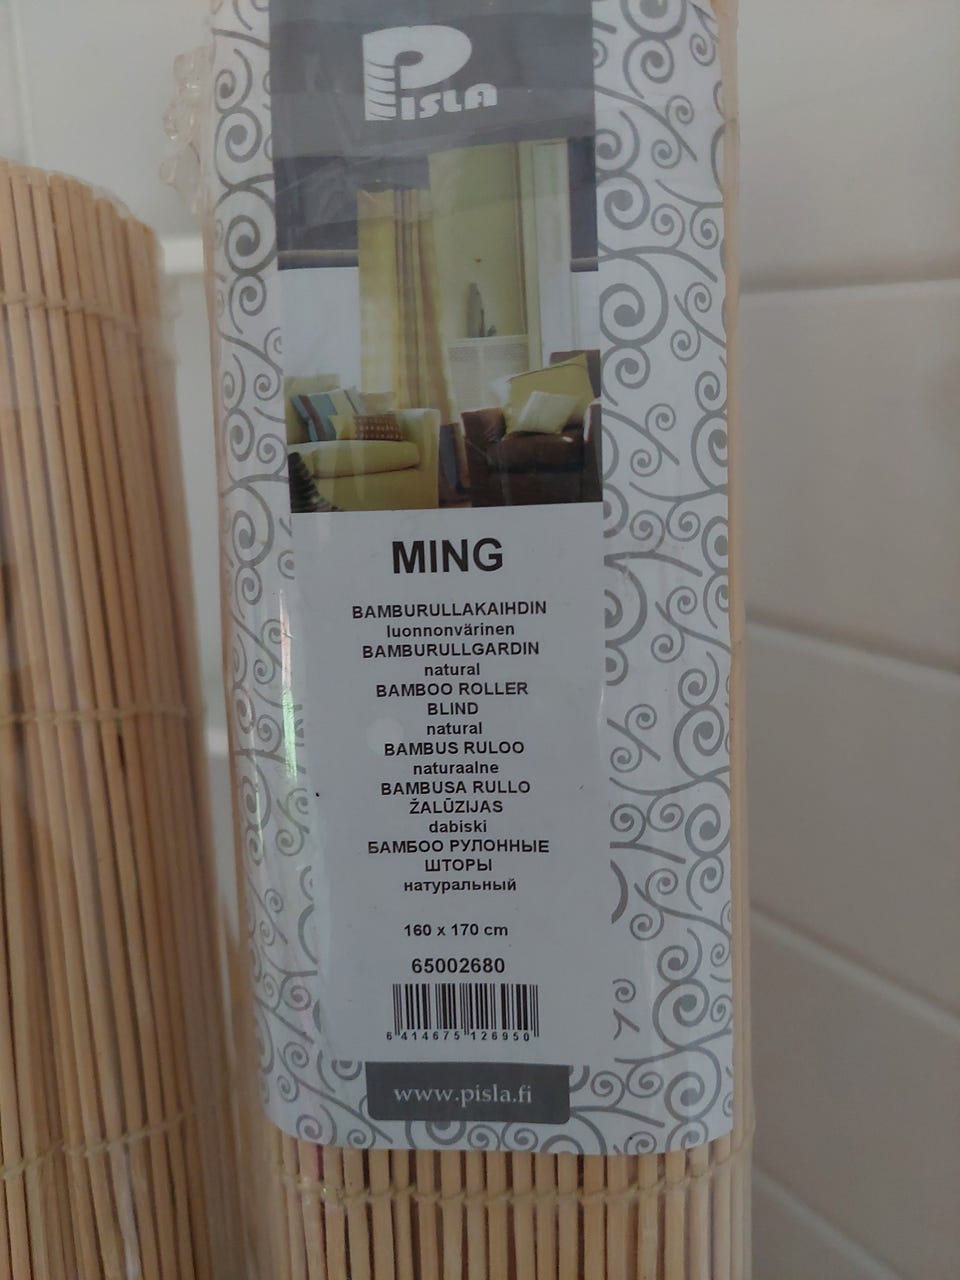 PISLA
MING
BAMBURULLAKAIHDIN
luonnonvärinen
BAMBURULLGARDIN
natural
BAMBOO ROLLER
BLIND
natural
BAMBUS RULOO
naturaalne
BAMBUSA RULLO
ŽALŪZIJAS
dabiski
БАМБОО РУЛОННЫЕ
ШТОРЫ
натуральный
160 x 170 cm
65002680
6 414675 126950
www.pisla.fi